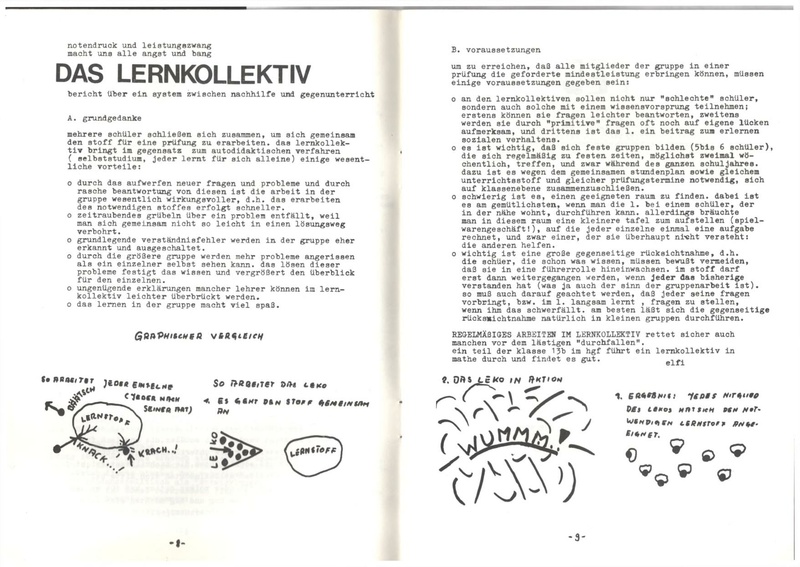 notendruck und leistungszwang
macht uns alle angst und bang
DAS LERNKOLLEKTIV
bericht über ein system zwischen nachhilfe und gegenunterricht
A. grundgedanke
mehrere schüler schließen sich zusammen, um sich gemeinsam
den stoff für eine prüfung zu erarbeiten. das lernkollek-
tiv bringt im gegensatz zum autodidaktischen verfahren
( selbststudium, jeder lernt für sich alleine) einige wesent-
liche vorteile:
o durch das aufwerfen neuer fragen und probleme und durch
rasche beantwortung von diesen ist die arbeit in der
gruppe wesentlich wirkungsvoller, d.h. das erarbeiten
des notwendigen stoffes erfolgt schneller.
o zeitraubendes grübeln über ein problem entfällt, weil
man sich gemeinsam nicht so leicht in einen lösungsweg
verbohrt.
o grundlegende verständnisfehler werden in der gruppe eher
erkannt und ausgeschaltet.
o durch die größere gruppe werden mehr probleme angerissen
als ein einzelner selbst sehen kann. das lösen dieser
probleme festigt das wissen und vergrößert den überblick
für den einzelnen.
o ungenügende erklärungen mancher lehrer können im lern-
kollektiv leichter überbrückt werden.
o das lernen in der gruppe macht viel spaß.
GRAPHISCHER VERGLEICH
SO ARBEITET JEDER EINZELNE
(JEDER NACH
SEINER ART)
LERNSTOFF
KNACK...!
KRACH..!
SO ARBEITET DAS LEKO
1. ES GEHT DEN STOFF GEMEINSAM
AN
LEKO
LERNSTOFF
-8-
B. voraussetzungen
um zu erreichen, daß alle mitglieder der gruppe in einer
prüfung die geforderte mindestleistung erbringen können, müssen
einige voraussetzungen gegeben sein:
o an den lernkollektiven sollen nicht nur "schlechte" schüler,
sondern auch solche mit einem wissensvorsprung teilnehmen;
erstens können sie fragen leichter beantworten, zweitens
werden sie durch "primitive" fragen oft noch auf eigene lücken
aufmerksam, und drittens ist das l. ein beitrag zum erlernen
sozialen verhaltens.
o es ist wichtig, daß sich feste gruppen bilden (5bis 6 schüler),
die sich regelmäßig zu festen zeiten, möglichst zweimal wö-
chentlich, treffen, und zwar während des ganzen schuljahres.
dazu ist es wegen dem gemeinsamen stundenplan sowie gleichem
unterrichtsstoff und gleicher prüfungstermine notwendig, sich
auf klassenebene zusammenzuschließen.
o schwierig ist es, einen geeigneten raum zu finden. dabei ist
es am gemütlichsten, wenn man die l. bei einem schüler, der
in der nähe wohnt, durchführen kann. allerdings bräuchte
man in diesem raum eine kleinere tafel zum aufstellen (spiel-
warengeschäft!), auf die jeder einzelne einmal eine aufgabe
rechnet, und zwar einer, der sie überhaupt nicht versteht:
die anderen helfen.
o wichtig ist eine große gegenseitige rücksichtnahme, d.h.
die schüler, die schon was wissen, müssen bewußt vermeiden,
daß sie in eine führerrolle hineinwachsen. im stoff darf
erst dann weitergegangen werden, wenn jeder das bisherige
verstanden hat (was ja auch der sinn der gruppenarbeit ist).
so muß auch darauf geachtet werden, daß jeder seine fragen
vorbringt, bzw. im l. langsam lernt , fragen zu stellen,
wenn ihm das schwerfällt. am besten läßt sich die gegenseitige
rücksichtnahme natürlich in kleinen gruppen durchführen.
REGELMÄSIGES ARBEITEN IM LERNKOLLEKTIV rettet sicher auch
manchen vor dem lästigen "durchfallen".
ein teil der klasse 13b im hgf führt ein lernkollektiv in
mathe durch und findet es gut.
elfi
2. DAS LEKO IN AKTION
WUMMM..!
3. ERGEBNIS: JEDES MITGLIED
DES LEKOS HAT SICH DEN NOT-
WENDIGEN LERNSTOFF ANGE-
EIGNET.
-9-